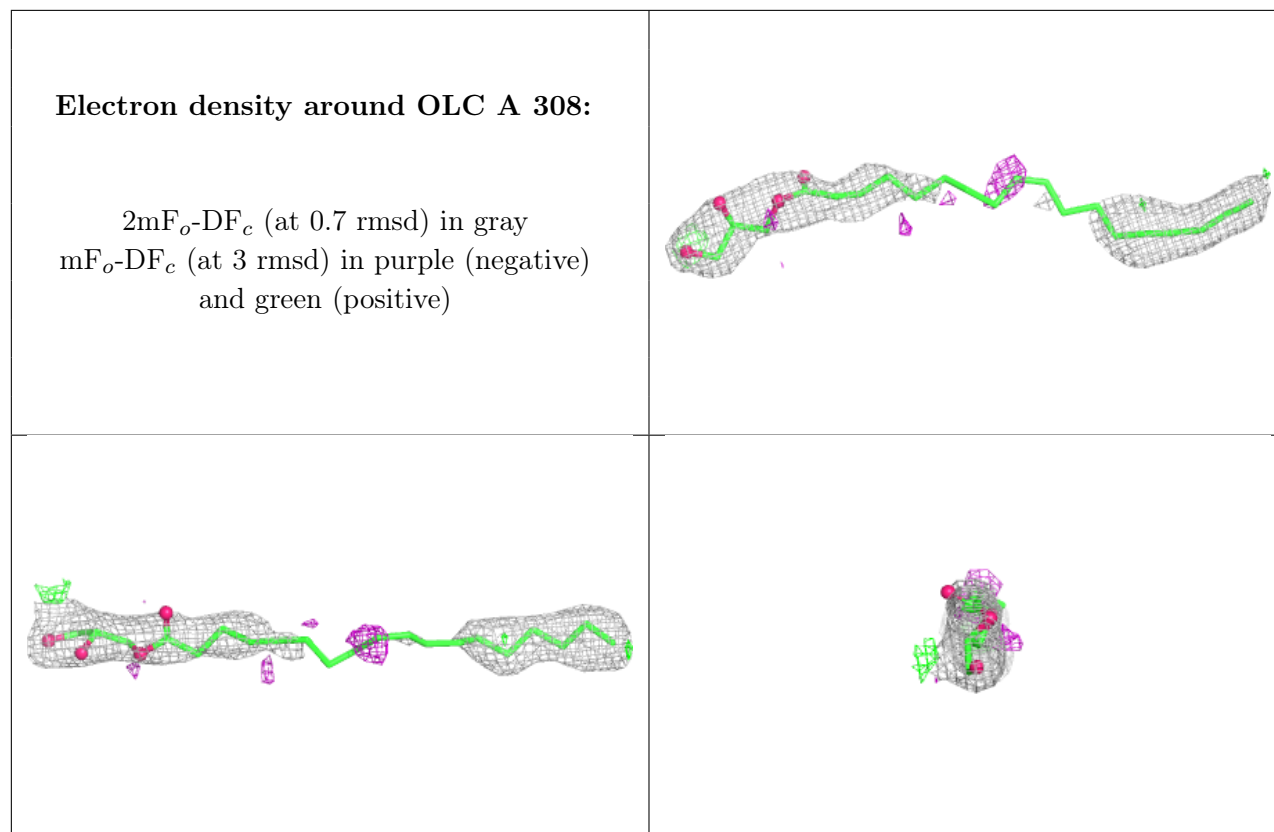 Electron density around OLC A 308:
2mFo-DFc (at 0.7 rmsd) in gray
mFo-DFc (at 3 rmsd) in purple (negative)
and green (positive)